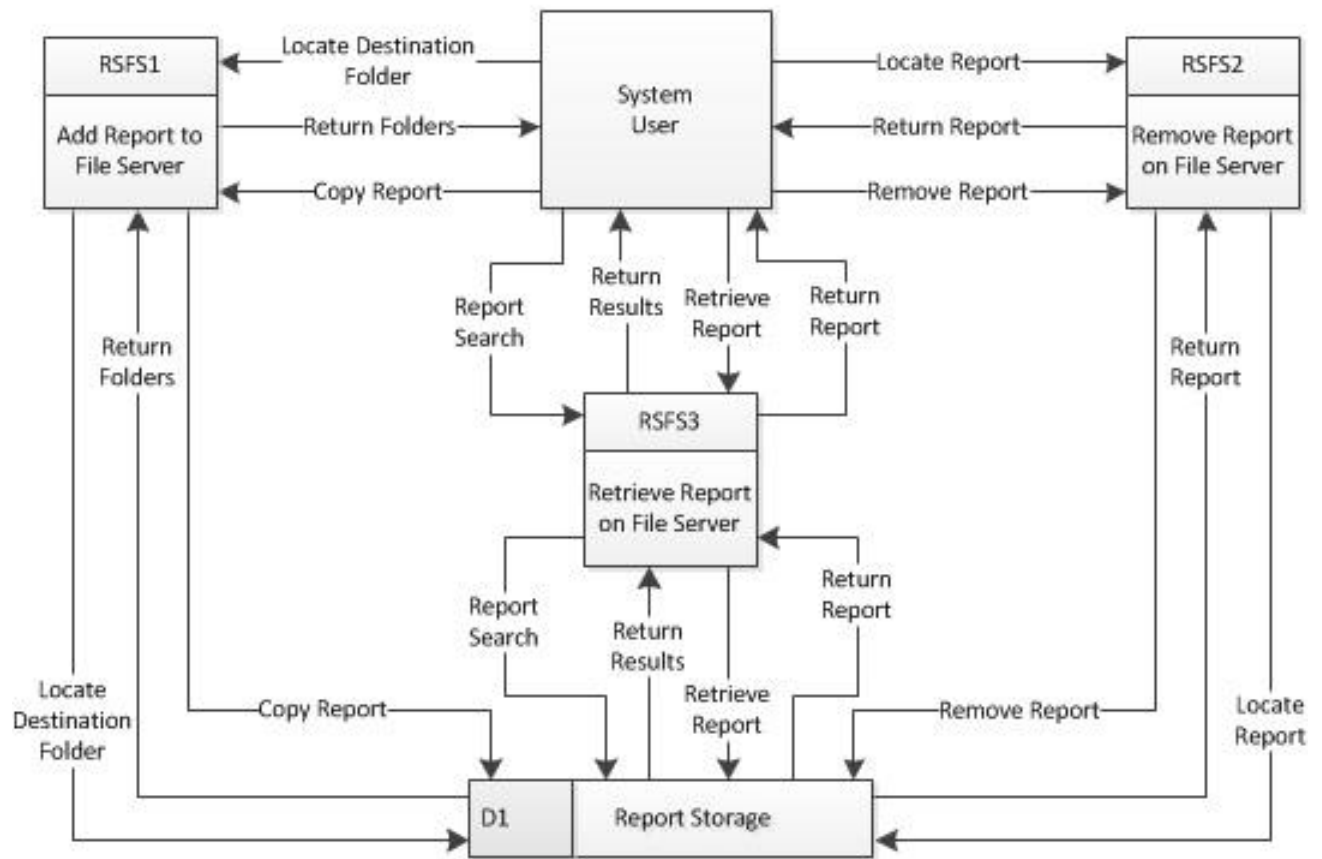 RSFS1
Add Report to
File Server
Locate Destination
Folder
Return Folders
Copy Report
System
User
Locate Report
Return Report
Remove Report
RSFS2
Remove Report
on File Server
Report
Search
Return
Results
Retrieve
Report
Return
Report
Return
Folders
Return
Report
RSFS3
Retrieve Report
on File Server
Report
Search
Return
Results
Retrieve
Report
Return
Report
Locate
Destination
Folder
Copy Report
Remove Report
Locate
Report
D1
Report Storage